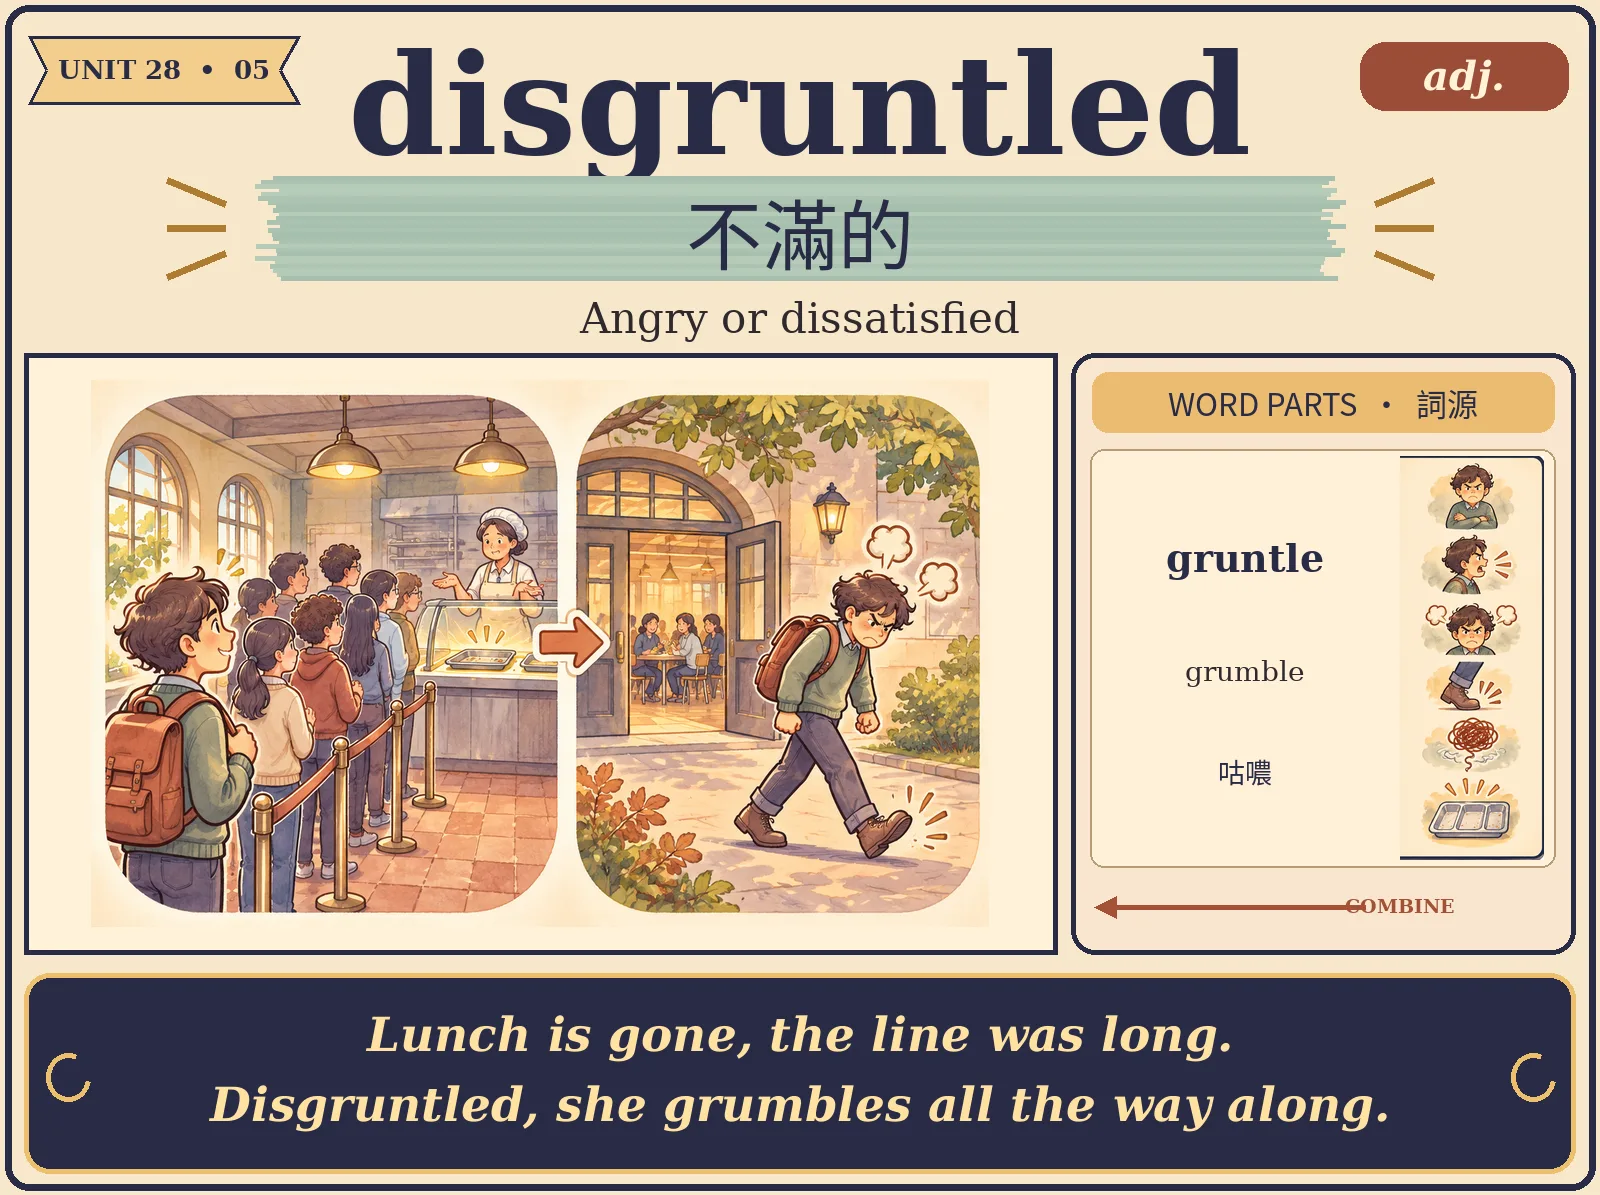 UNIT 28 • 05
disgruntled
adj.
不滿的
Angry or dissatisfied
WORD PARTS · 詞源
gruntle
grumble
咕噥
COMBINE
Lunch is gone, the line was long.
Disgruntled, she grumbles all the way along.